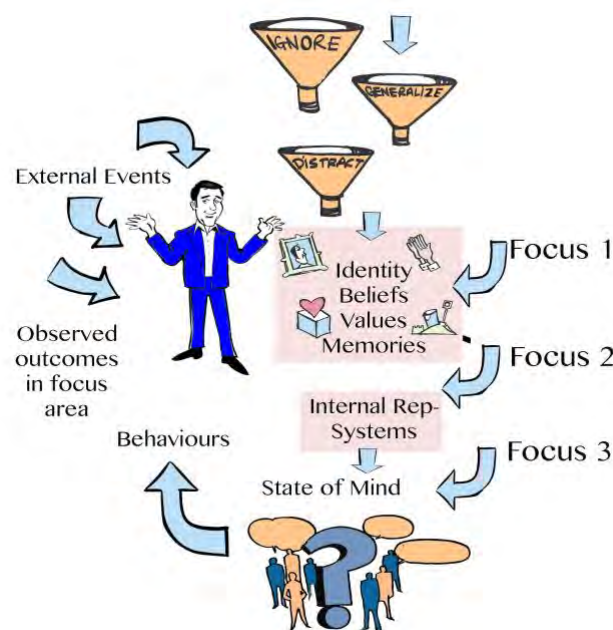 IGNORE
GENERALIZE
DISTRACT
External Events
Identity
Beliefs
Values
Memories
Focus 1
Observed
outcomes
in focus
area
Focus 2
Internal Rep-
Systems
Behaviours
Focus 3
State of Mind
?